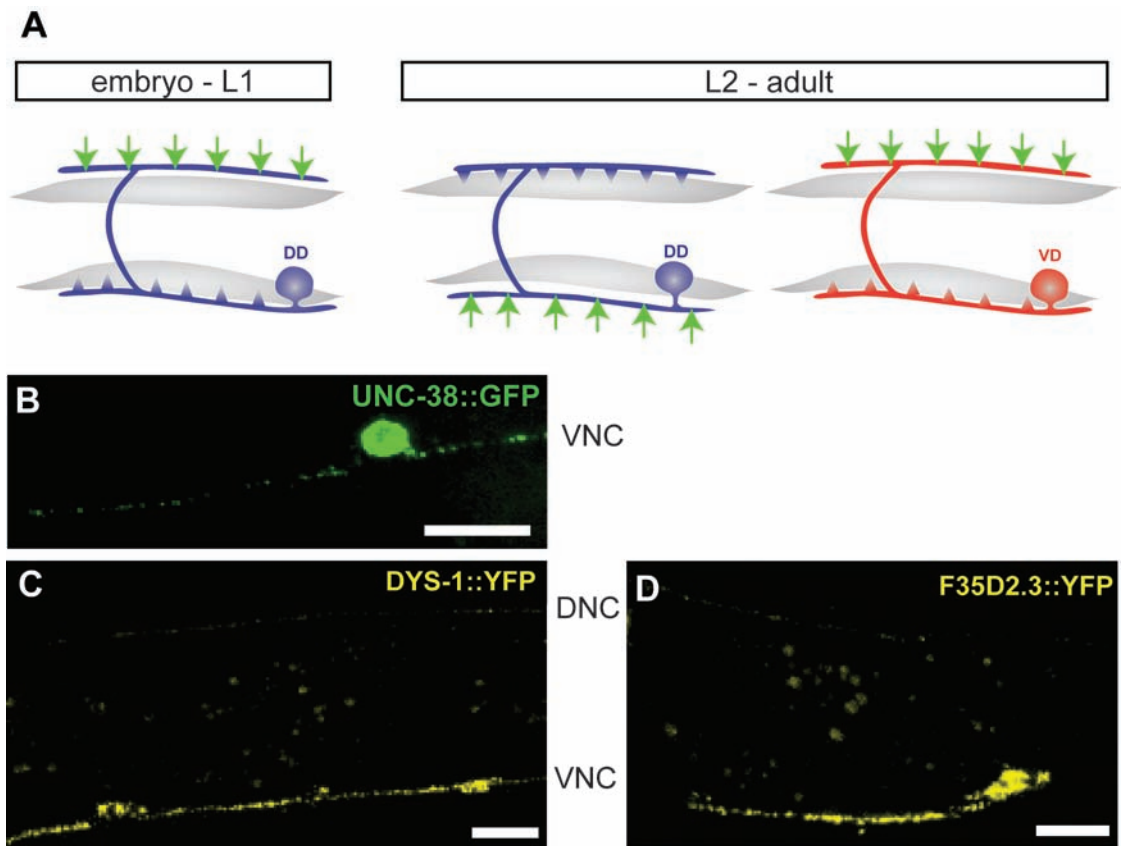 A
embryo - L1
L2 - adult
DD
DD
VD
B
UNC-38::GFP
VNC
C
DYS-1::YFP
DNC
D
F35D2.3::YFP
VNC